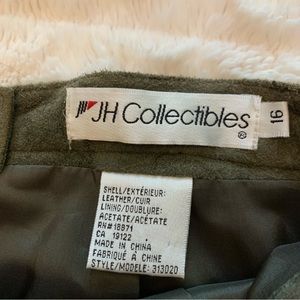 JH Collectibles
®
16
SHELL/EXTÉRIEUR:
LEATHER/CUIR
LINING/DOUBLURE:
ACETATE/ACÉTATE
RN#18871
CA 19122
MADE IN CHINA
FABRIQUÉ À CHINE
STYLE/MODELE: 313020